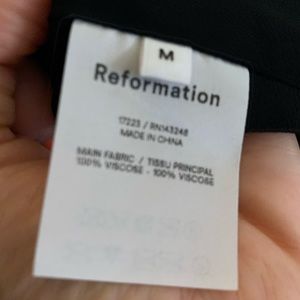 M
Reformation
17223 / RN143248
MADE IN CHINA
MAIN FABRIC / TISSU PRINCIPAL
100% VISCOSE - 100% VISCOSE